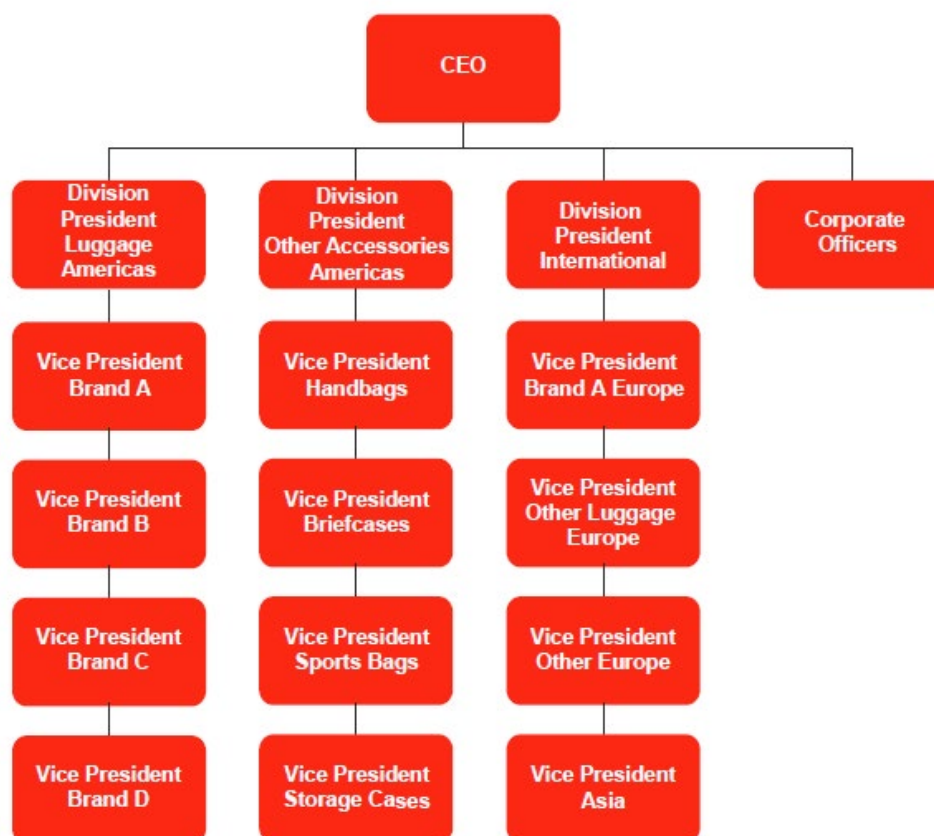 CEO
Division
President
Luggage
Americas
Division
President
Other Accessories
Americas
Division
President
International
Corporate
Officers
Vice President
Brand A
Vice President
Handbags
Vice President
Brand A Europe
Vice President
Brand B
Vice President
Briefcases
Vice President
Other Luggage
Europe
Vice President
Brand C
Vice President
Sports Bags
Vice President
Other Europe
Vice President
Brand D
Vice President
Storage Cases
Vice President
Asia